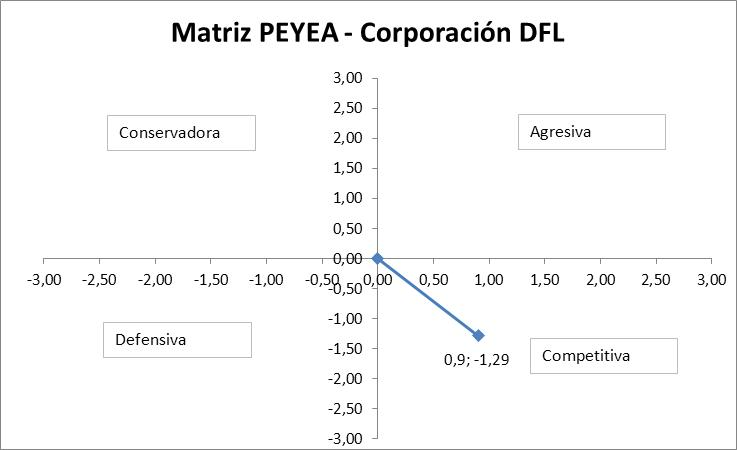 Matriz PEYEA - Corporación DFL
3,00
2,50
Conservadora
Agresiva
2,00
1,50
1,00
0,50
0,00
-3,00 -2,50 -2,00 -1,50 -1,00 -0,50 0,00 0,50 1,00 1,50 2,00 2,50 3,00
-0,50
-1,00
Defensiva
-1,50
0,9; -1,29
Competitiva
-2,00
-2,50
-3,00